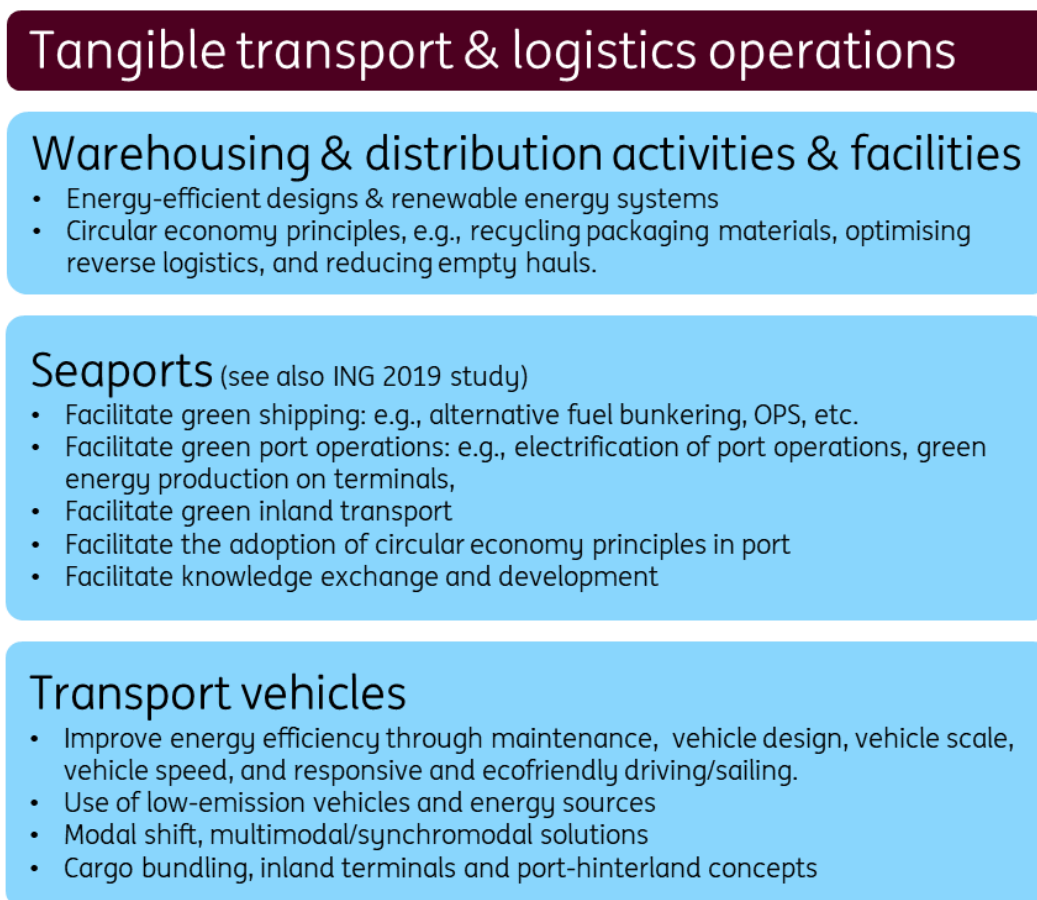 Tangible transport & logistics operations
Warehousing & distribution activities & facilities
• Energy-efficient designs & renewable energy systems
• Circular economy principles, e.g., recycling packaging materials, optimising
reverse logistics, and reducing empty hauls.
Seaports (see also ING 2019 study)
• Facilitate green shipping: e.g., alternative fuel bunkering, OPS, etc.
• Facilitate green port operations: e.g., electrification of port operations, green
energy production on terminals,
• Facilitate green inland transport
• Facilitate the adoption of circular economy principles in port
• Facilitate knowledge exchange and development
Transport vehicles
• Improve energy efficiency through maintenance, vehicle design, vehicle scale,
vehicle speed, and responsive and ecofriendly driving/sailing.
• Use of low-emission vehicles and energy sources
• Modal shift, multimodal/synchromodal solutions
• Cargo bundling, inland terminals and port-hinterland concepts